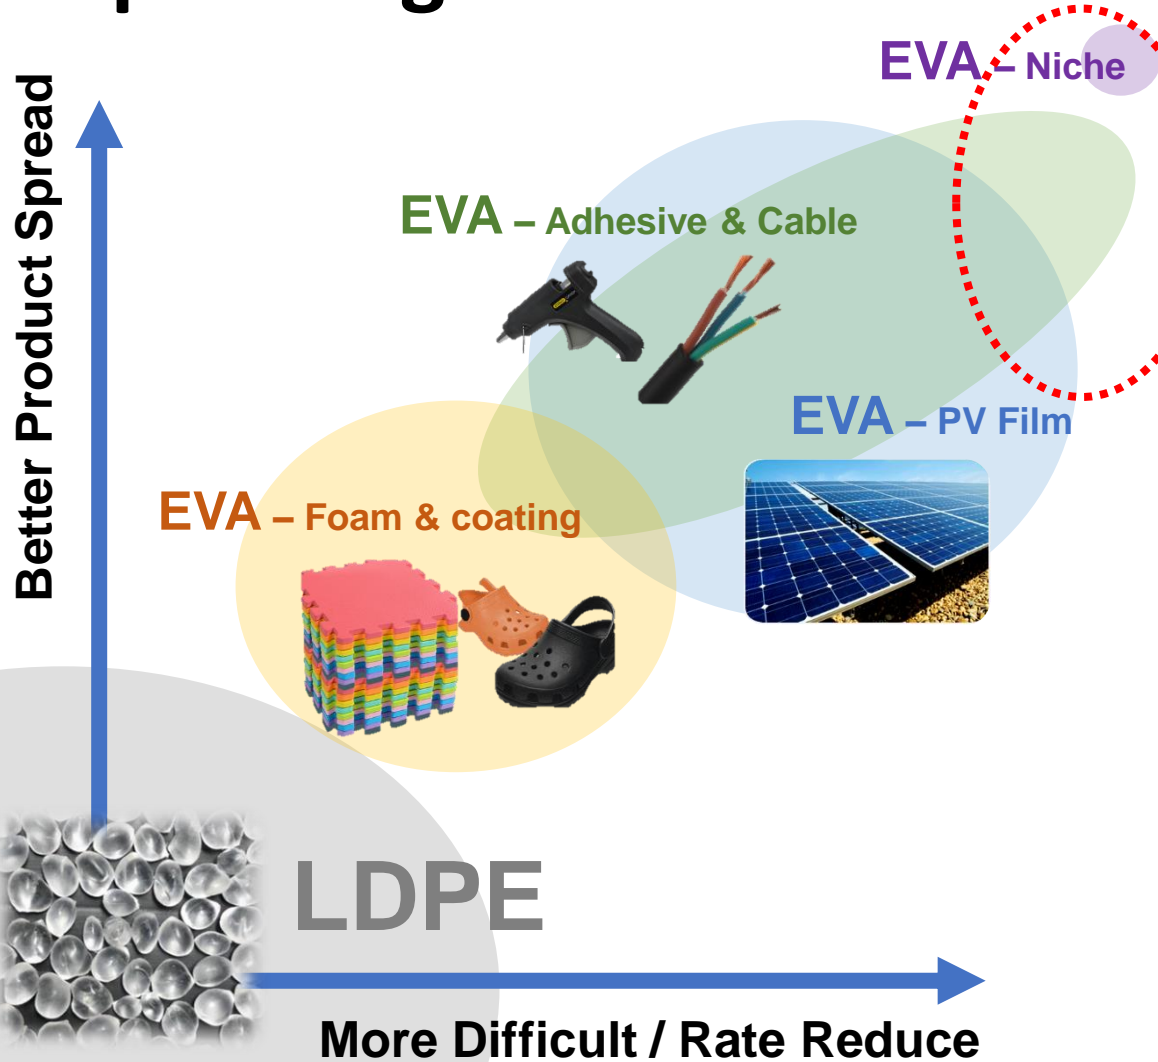 EVA – Niche
Better Product Spread
EVA – Adhesive & Cable
EVA – PV Film
EVA – Foam & coating
LDPE
More Difficult / Rate Reduce